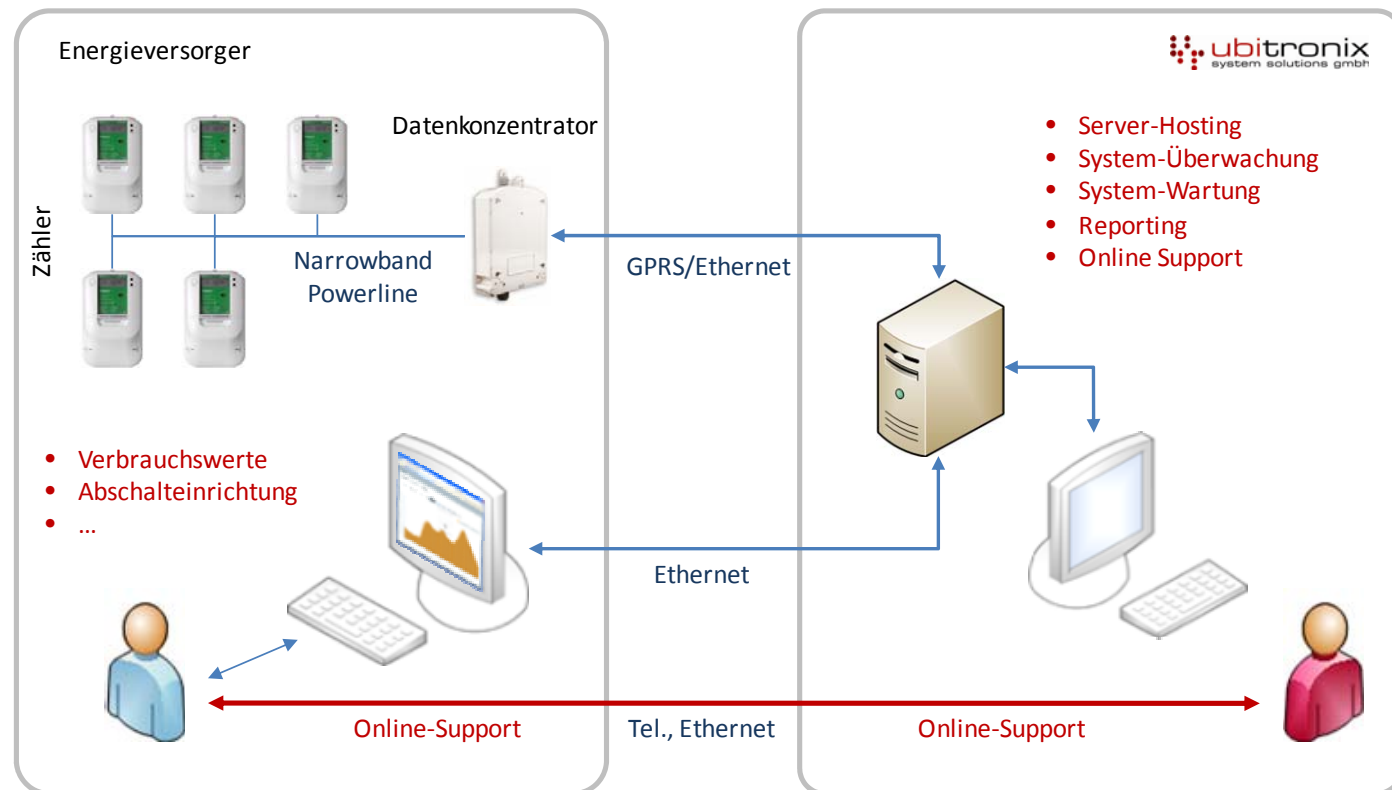 Energieversorger
ubitronix
system solutions gmbh
Datenkonzentrator
Zähler
Narrowband
Powerline
GPRS/Ethernet
• Server-Hosting
• System-Überwachung
• System-Wartung
• Reporting
• Online Support
• Verbrauchswerte
• Abschalteinrichtung
• ...
Ethernet
Online-Support
Tel., Ethernet
Online-Support